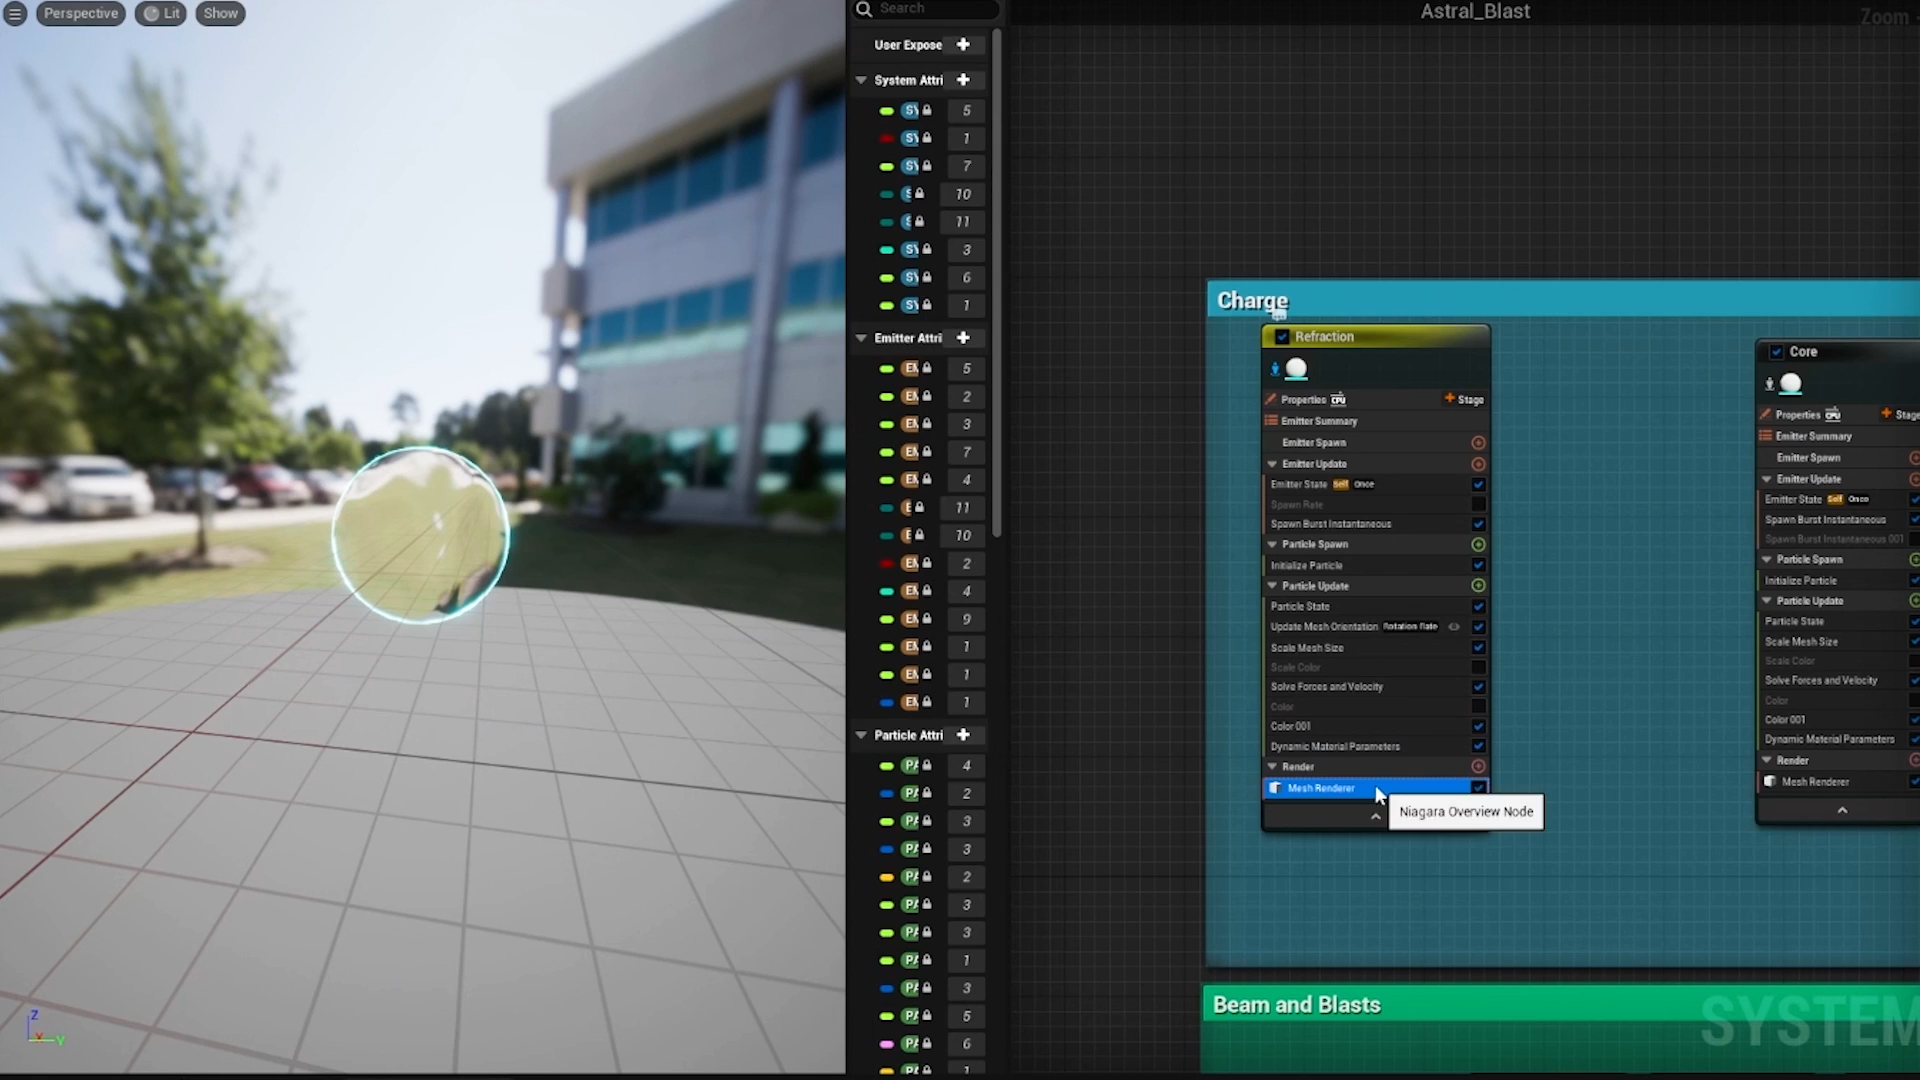 Perspective
Lit
Show
Search
User Expose
System Attri
5
1
7
10
11
3
6
1
Emitter Attri
5
2
3
7
4
11
10
2
4
9
1
1
1
Particle Attri
4
2
3
3
2
3
3
1
3
5
6
1
Astral_Blast
Zoom
Charge
Refraction
Properties CPU
Stage
Emitter Summary
Emitter Spawn
Emitter Update
Emitter State Self Once
Spawn Rate
Spawn Burst Instantaneous
Particle Spawn
Initialize Particle
Particle Update
Particle State
Update Mesh Orientation Rotation Rate
Scale Mesh Size
Scale Color
Solve Forces and Velocity
Color
Color 001
Dynamic Material Parameters
Render
Mesh Renderer
Niagara Overview Node
Core
Properties CPU
Stage
Emitter Summary
Emitter Spawn
Emitter Update
Emitter State Self Once
Spawn Burst Instantaneous
Spawn Burst Instantaneous 001
Particle Spawn
Initialize Particle
Particle Update
Particle State
Scale Mesh Size
Scale Color
Solve Forces and Velocity
Color
Color 001
Dynamic Material Parameters
Render
Mesh Renderer
Beam and Blasts
SYSTEM
Z
X
Y